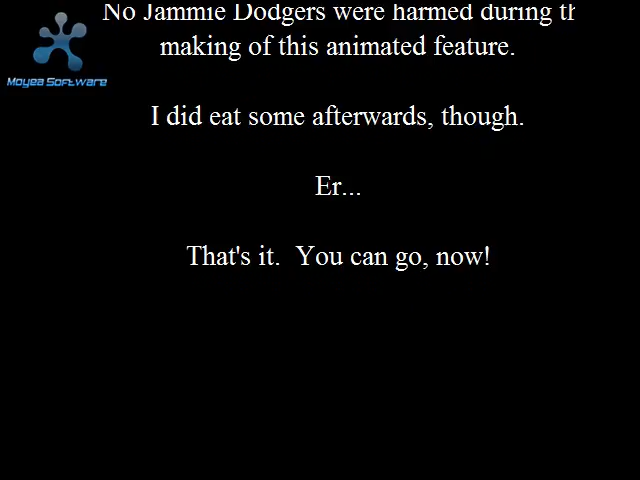 No Jammie Dodgers were harmed during th
making of this animated feature.
Moyea Software
I did eat some afterwards, though.
Er...
That's it.  You can go, now!